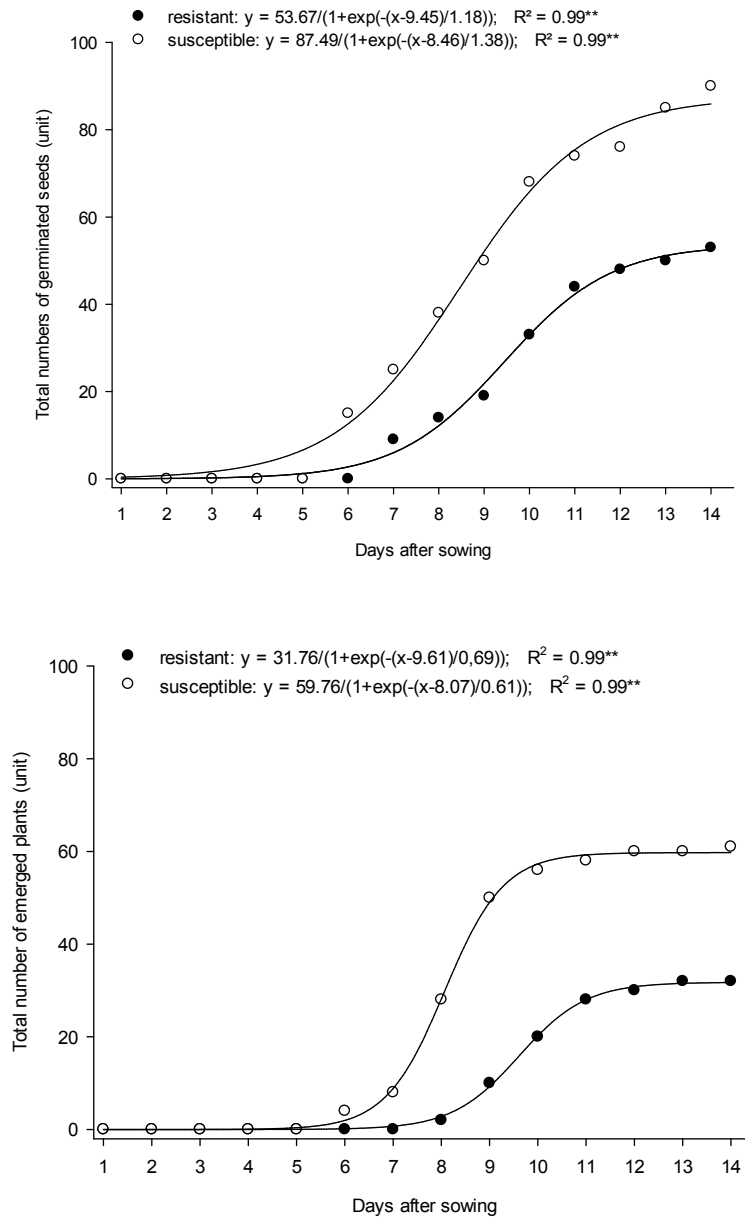 resistant: y = 53.67/(1+exp(-(x-9.45)/1.18)); R² = 0.99**
susceptible: y = 87.49/(1+exp(-(x-8.46)/1.38)); R² = 0.99**
100
80
60
40
20
0
Total numbers of germinated seeds (unit)
1 2 3 4 5 6 7 8 9 10 11 12 13 14
Days after sowing
resistant: y = 31.76/(1+exp(-(x-9.61)/0,69)); R² = 0.99**
susceptible: y = 59.76/(1+exp(-(x-8.07)/0.61)); R² = 0.99**
100
80
60
40
20
0
Total number of emerged plants (unit)
1 2 3 4 5 6 7 8 9 10 11 12 13 14
Days after sowing